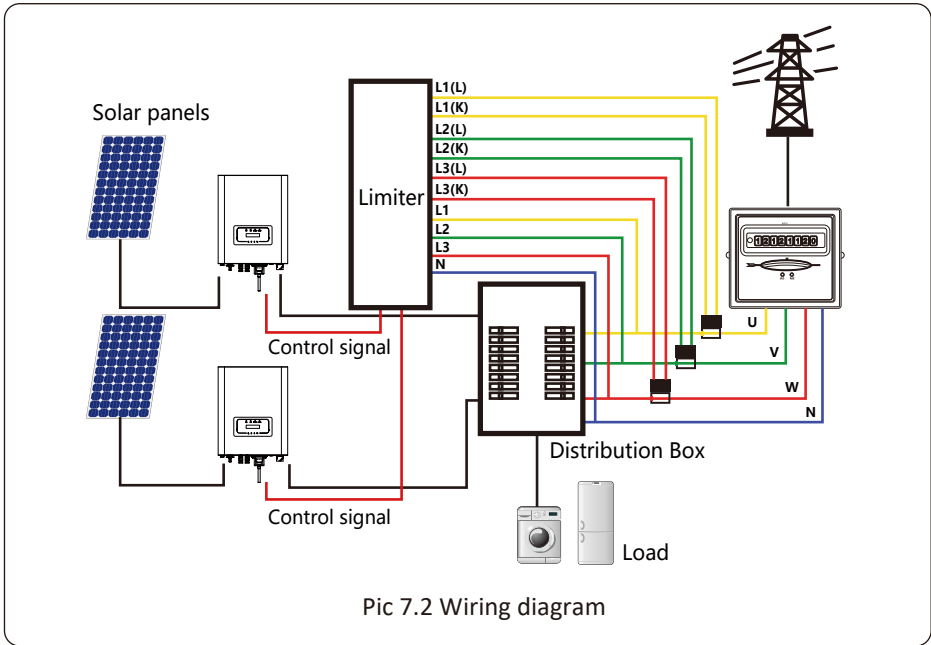 Solar panels
Limiter
L1(L)
L1(K)
L2(L)
L2(K)
L3(L)
L3(K)
L1
L2
L3
N
Control signal
Control signal
Distribution Box
Load
U
V
W
N
12121120
Pic 7.2 Wiring diagram